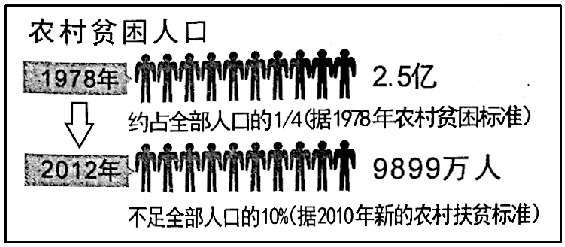 农村贫困人口
1978年 2.5亿
约占全部人口的1/4(据1978年农村贫困标准)
2012年 9899万人
不足全部人口的10%(据2010年新的农村扶贫标准)